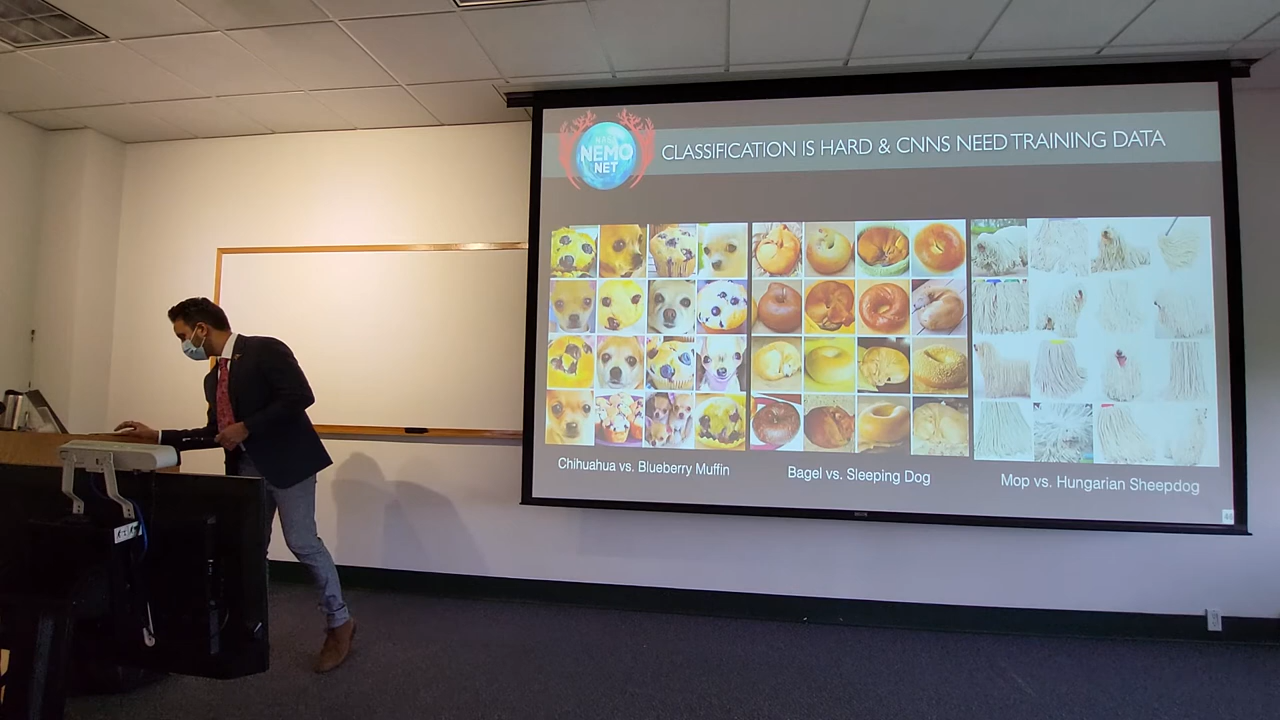 NASA
NEMO
NET
CLASSIFICATION IS HARD & CNNS NEED TRAINING DATA
Chihuahua vs. Blueberry Muffin
Bagel vs. Sleeping Dog
Mop vs. Hungarian Sheepdog